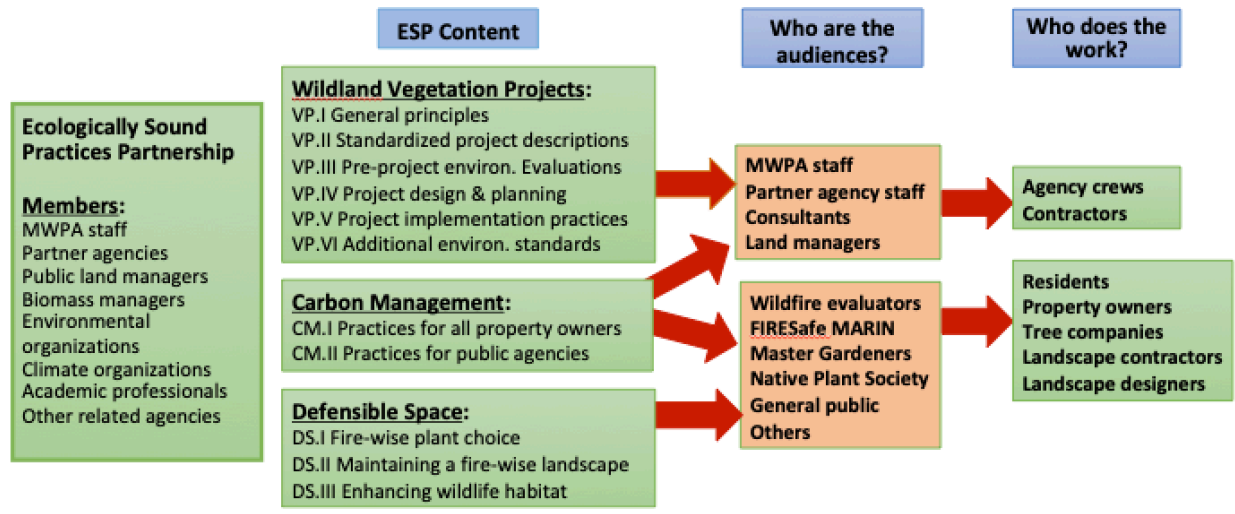 ESP Content
Who are the
audiences?
Who does the
work?
Ecologically Sound
Practices Partnership
Members:
MWPA staff
Partner agencies
Public land managers
Biomass managers
Environmental
organizations
Climate organizations
Academic professionals
Other related agencies
Wildland Vegetation Projects:
VP.I General principles
VP.II Standardized project descriptions
VP.III Pre-project environ. Evaluations
VP.IV Project design & planning
VP.V Project implementation practices
VP.VI Additional environ. standards
Carbon Management:
CM.I Practices for all property owners
CM.II Practices for public agencies
Defensible Space:
DS.I Fire-wise plant choice
DS.II Maintaining a fire-wise landscape
DS.III Enhancing wildlife habitat
MWPA staff
Partner agency staff
Consultants
Land managers
Wildfire evaluators
FIRESafe MARIN
Master Gardeners
Native Plant Society
General public
Others
Agency crews
Contractors
Residents
Property owners
Tree companies
Landscape contractors
Landscape designers